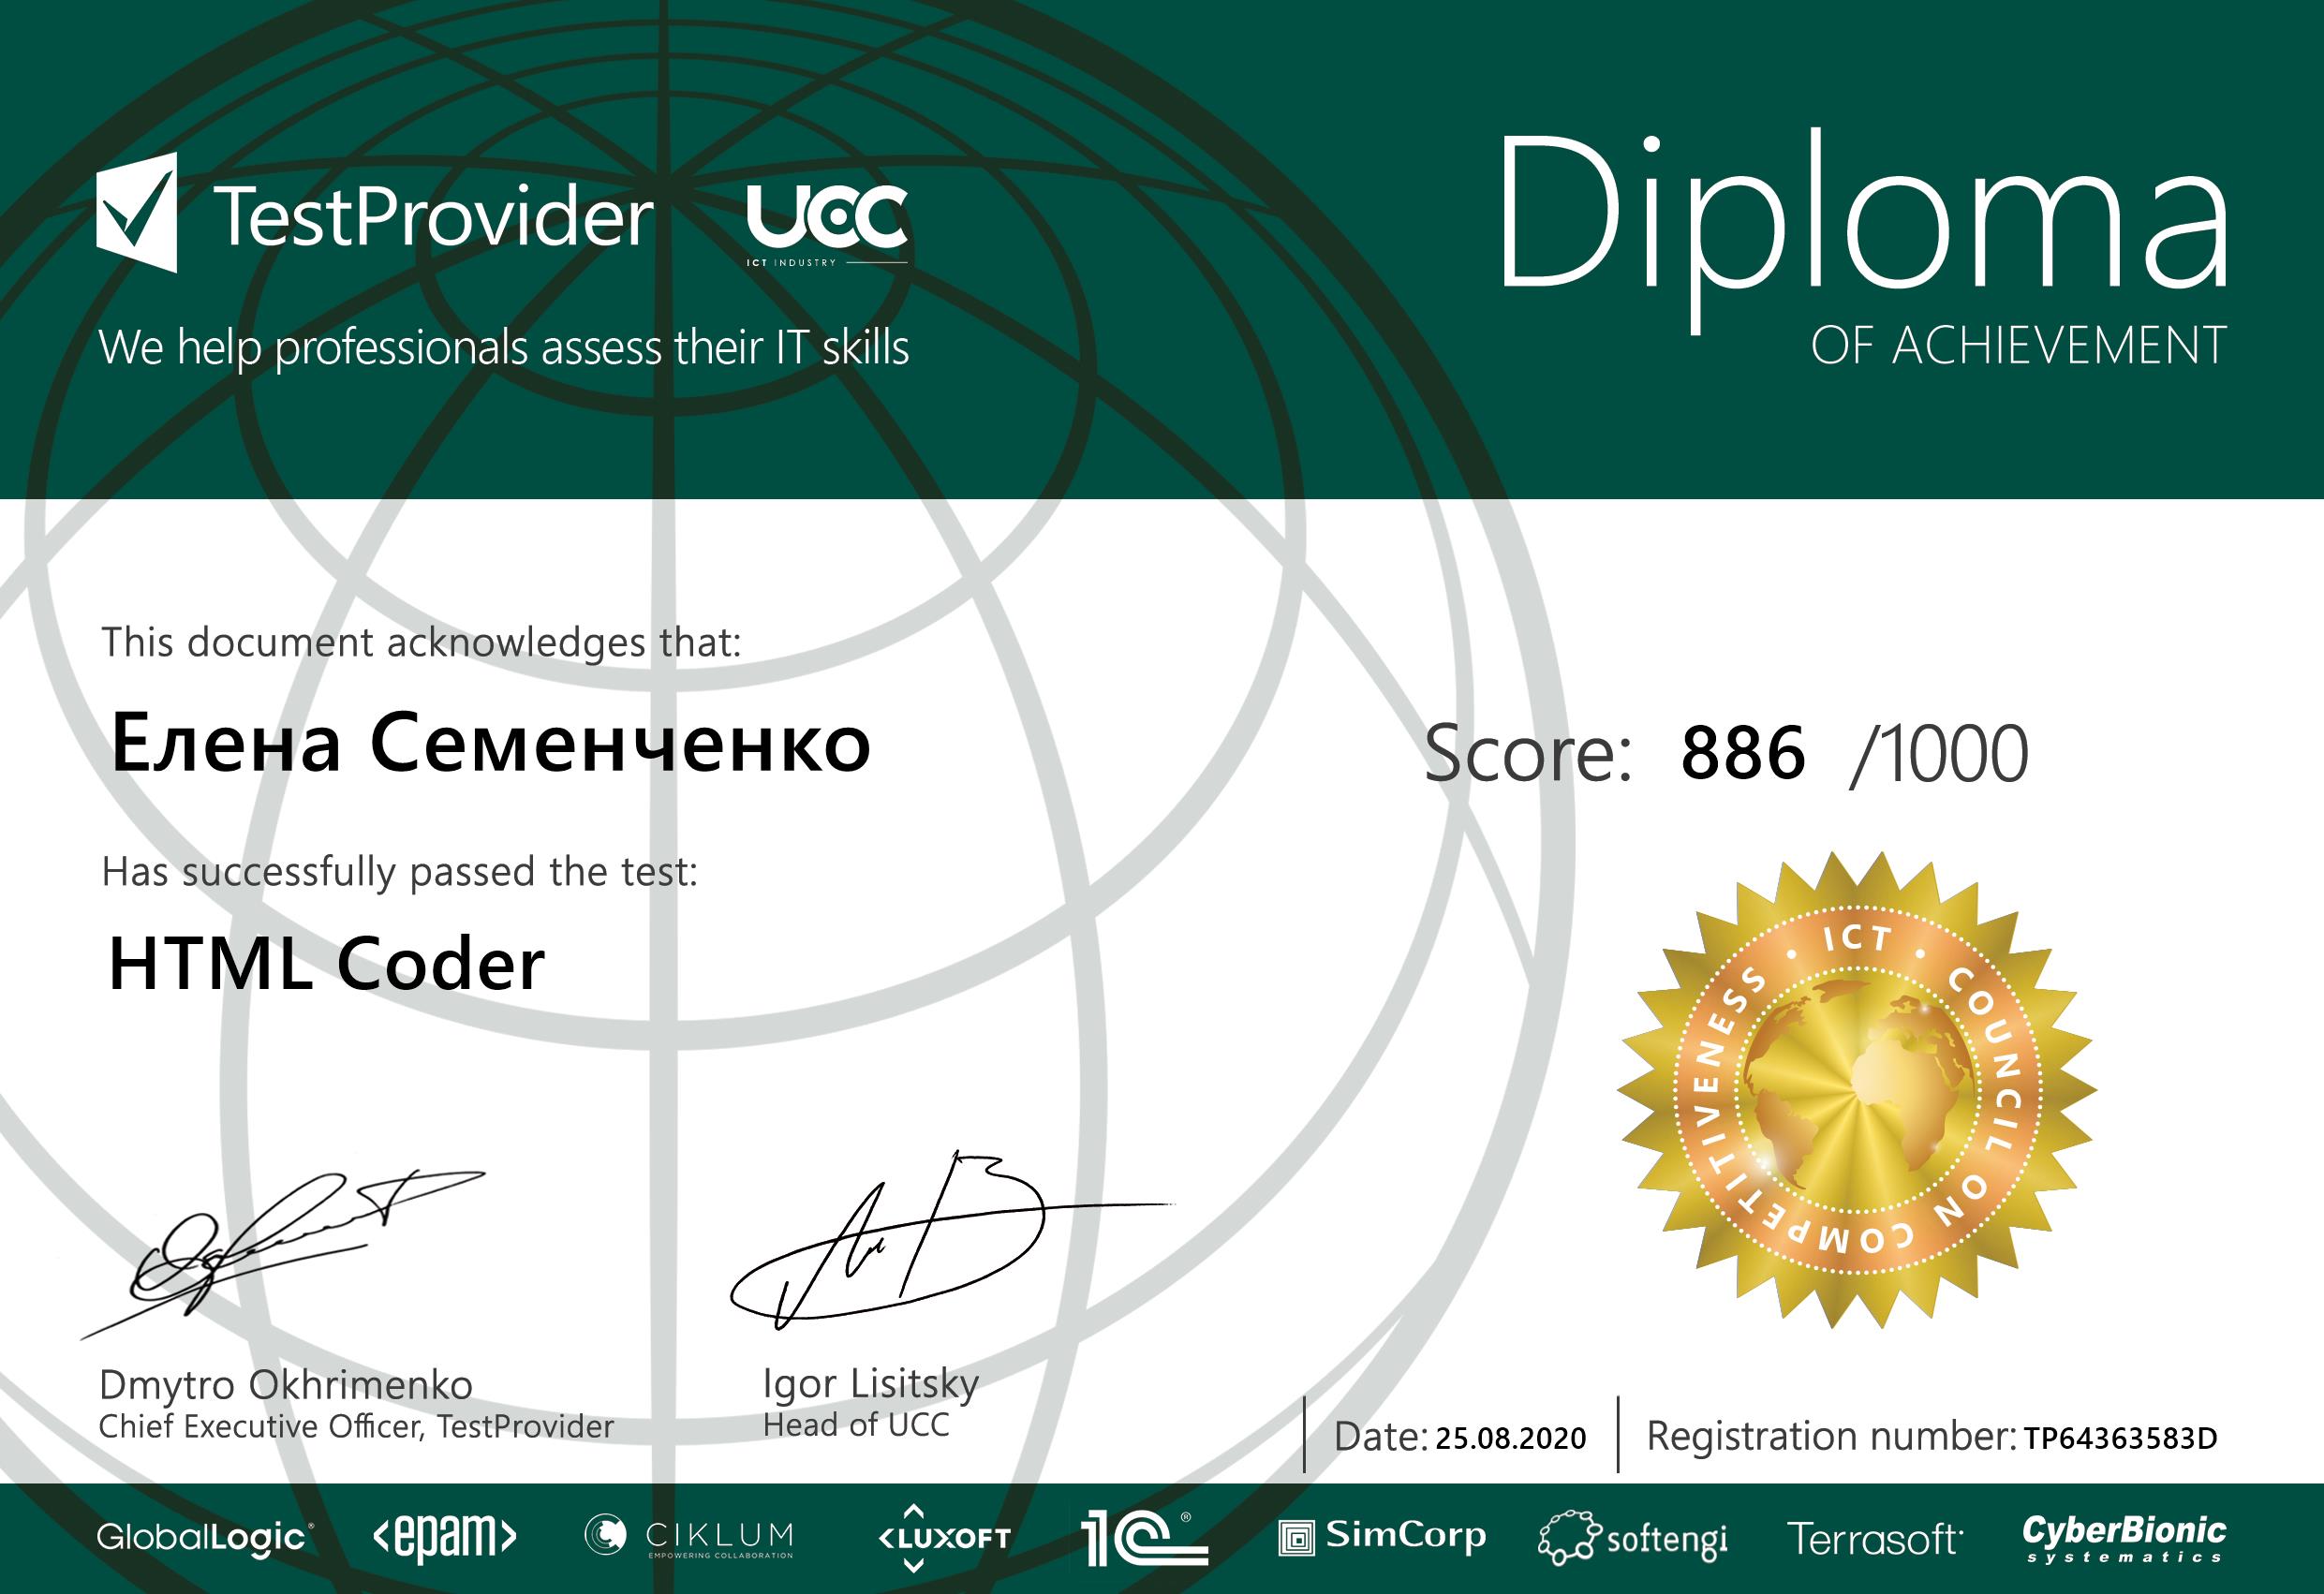 TestProvider
UCC
ICT INDUSTRY
We help professionals assess their IT skills
Diploma
OF ACHIEVEMENT
This document acknowledges that:
Елена Семенченко
Score: 886 /1000
Has successfully passed the test:
HTML Coder
• ICT • COUNCIL ON COMPETITIVENESS
Dmytro Okhrimenko
Chief Executive Officer, TestProvider
Igor Lisitsky
Head of UCC
Date: 25.08.2020
Registration number: TP64363583D
GlobalLogic®
<epam>
CIKLUM
EMPOWERING COLLABORATION
<LUXOFT
1C®
SimCorp
softengi
Terrasoft
CyberBionic
systematics